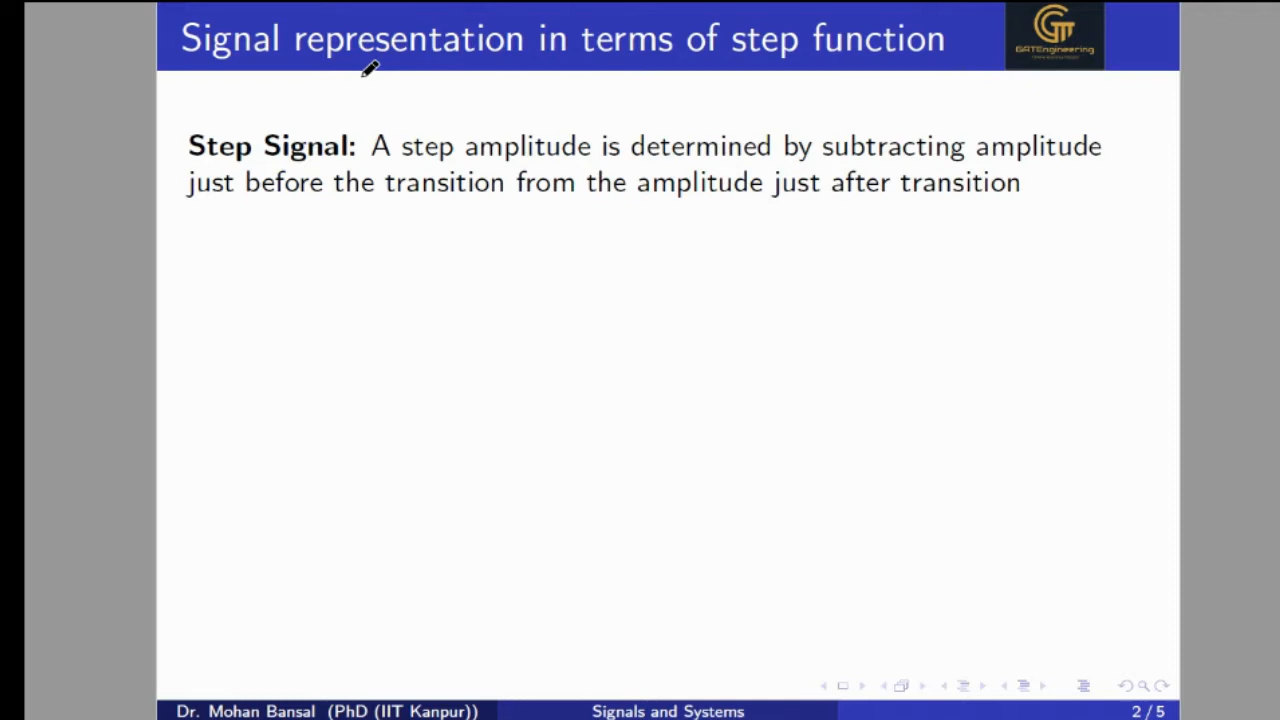 Signal representation in terms of step function
GATEngineering
Step Signal: A step amplitude is determined by subtracting amplitude
just before the transition from the amplitude just after transition
Dr. Mohan Bansal (PhD (IIT Kanpur)) Signals and Systems 2 / 5